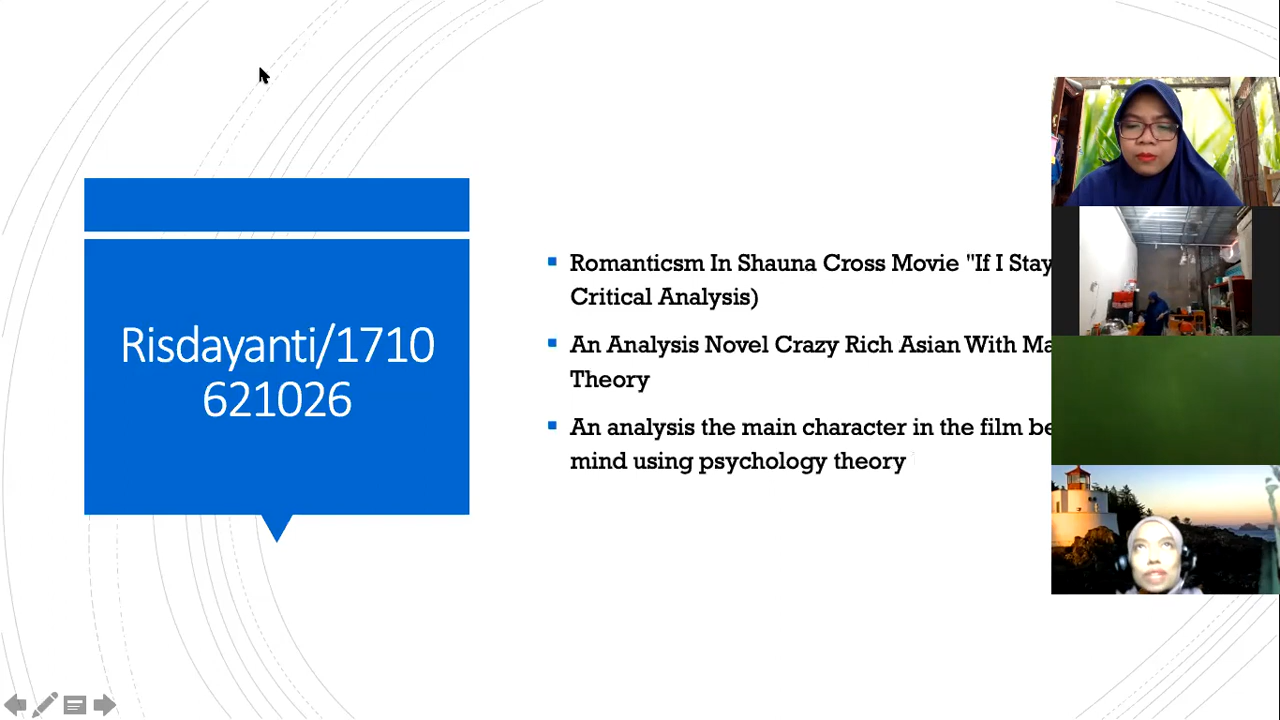 Risdayanti/1710
621026
Romanticsm In Shauna Cross Movie "If I Stay
Critical Analysis)
An Analysis Novel Crazy Rich Asian With Ma
Theory
An analysis the main character in the film be
mind using psychology theory